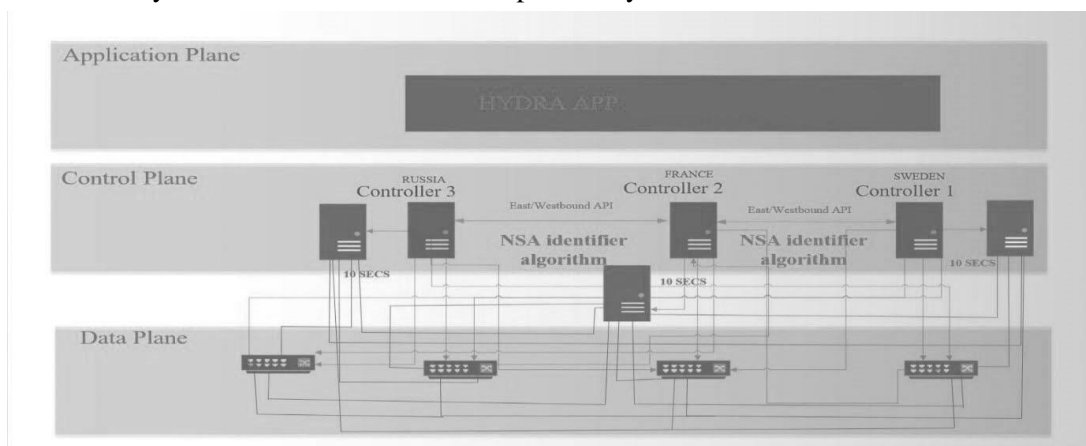 Application Plane
HYDRA APP
Control Plane
RUSSIA
Controller 3
FRANCE
Controller 2
SWEDEN
Controller 1
East/Westbound API
East/Westbound API
NSA identifier
algorithm
NSA identifier
algorithm
10 SECS
10 SECS
10 SECS
Data Plane